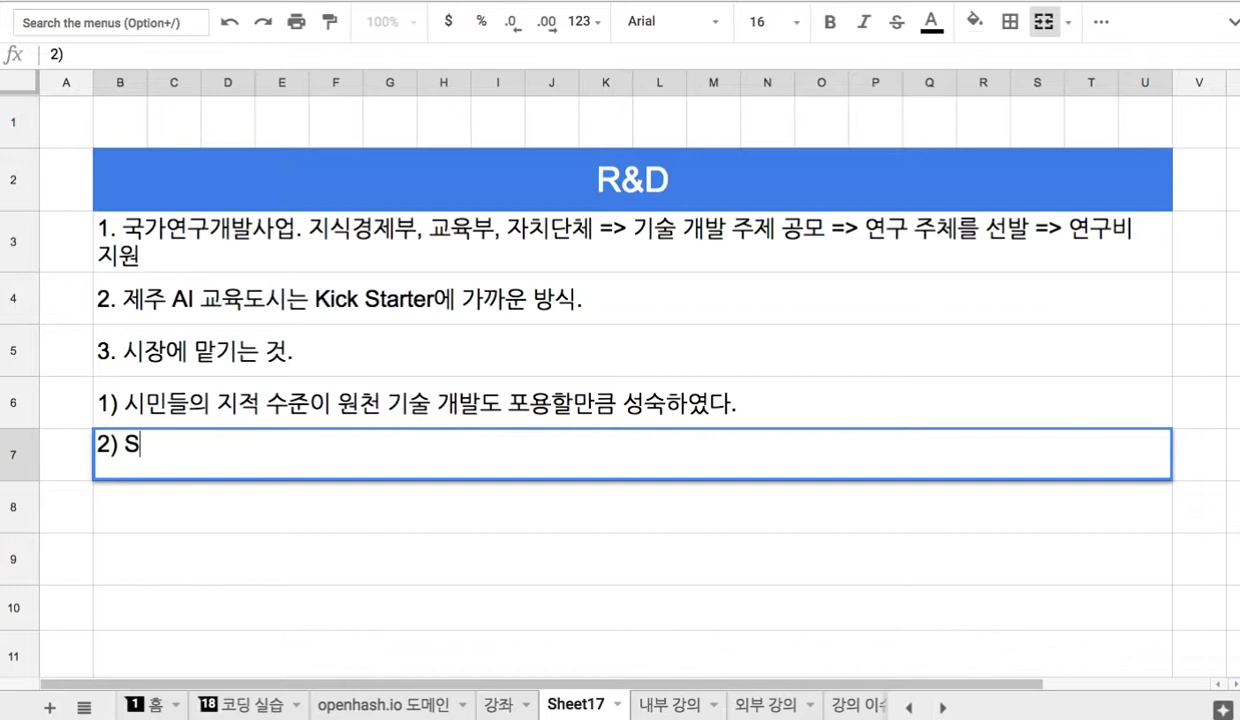 Search the menus (Option+/)
100%
$ % .0 .00 123
Arial
16
B I S A
fx 2)
A B C D E F G H I J K L M N O P Q R S T U V
1
2 R&D
3 1. 국가연구개발사업. 지식경제부, 교육부, 자치단체 => 기술 개발 주제 공모 => 연구 주체를 선발 => 연구비
지원
4 2. 제주 AI 교육도시는 Kick Starter에 가까운 방식.
5 3. 시장에 맡기는 것.
6 1) 시민들의 지적 수준이 원천 기술 개발도 포용할만큼 성숙하였다.
7 2) S
8
9
10
11
1 홈 18 코딩 실습 openhash.io 도메인 강좌 Sheet17 내부 강의 외부 강의 강의 이슈